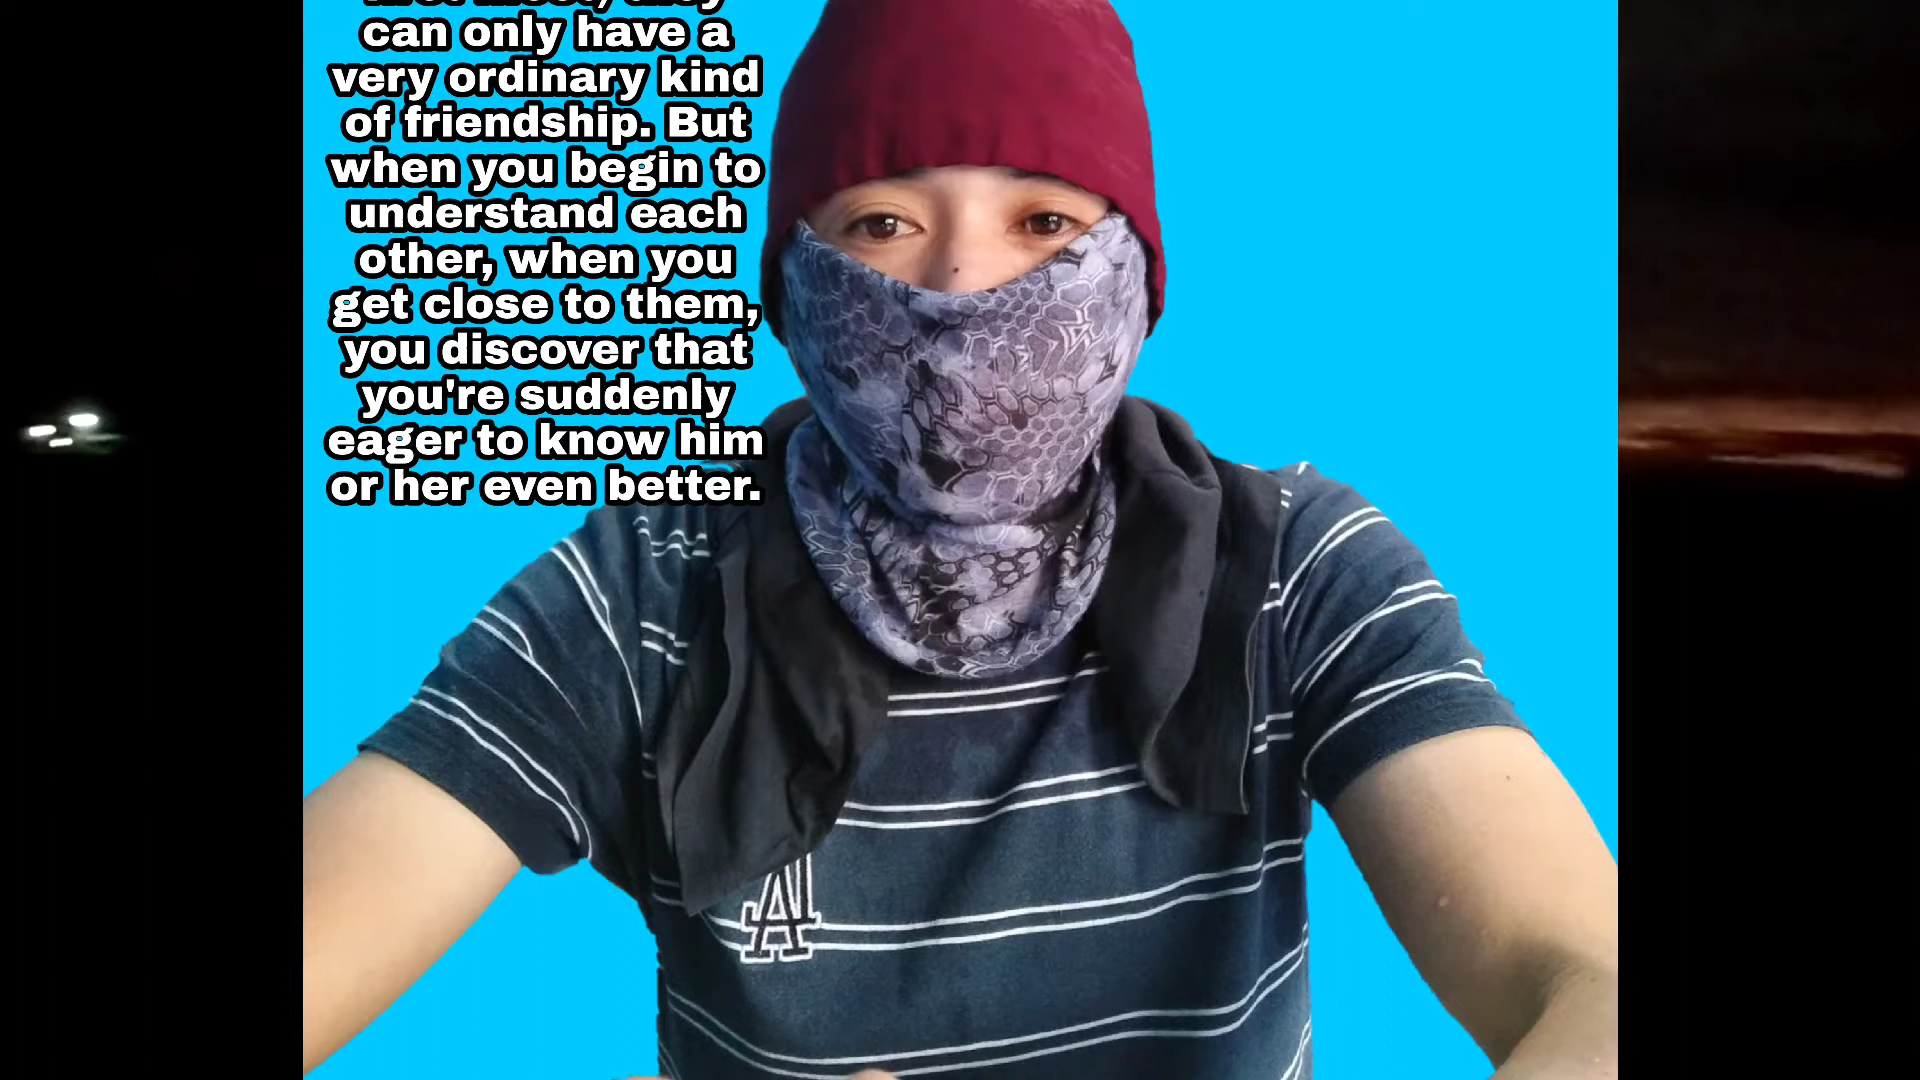 can only have a
very ordinary kind
of friendship. But
when you begin to
understand each
other, when you
get close to them,
you discover that
you're suddenly
eager to know him
or her even better.
LA